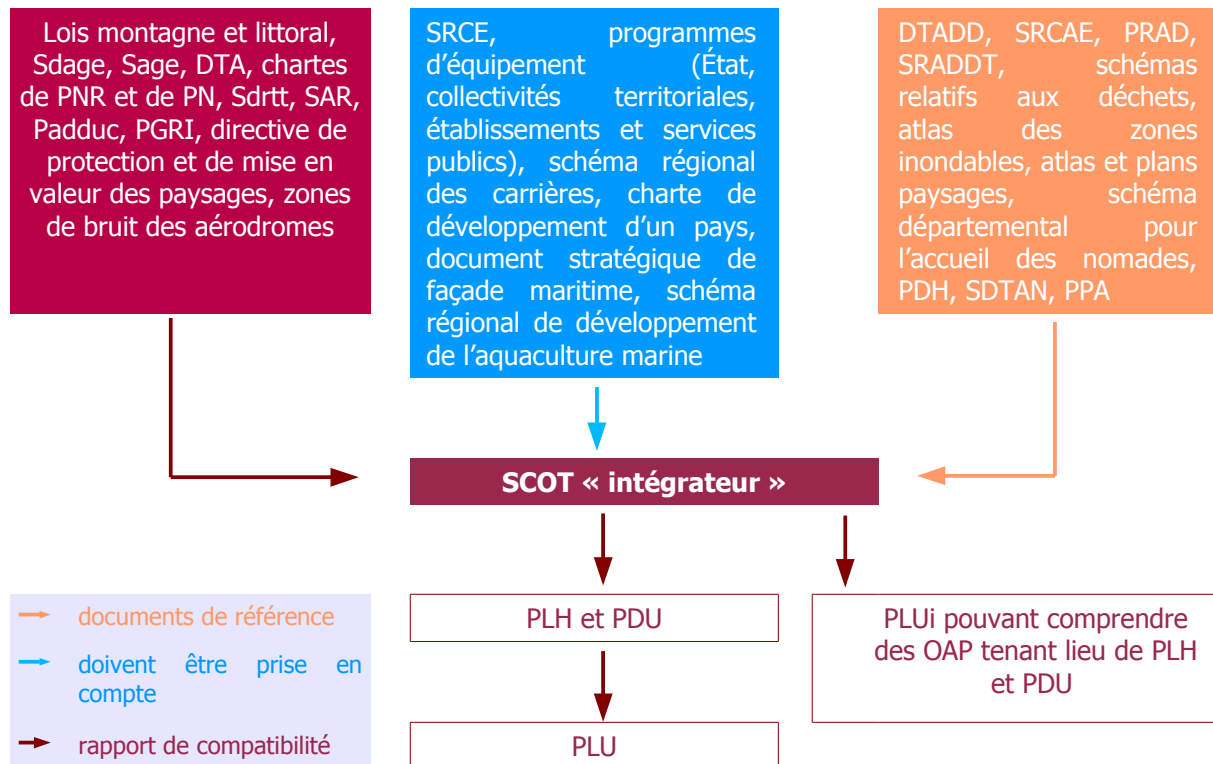 Lois montagne et littoral,
Sdage, Sage, DTA, chartes
de PNR et de PN, Sdrtt, SAR,
Padduc, PGRI, directive de
protection et de mise en
valeur des paysages, zones
de bruit des aérodromes
SRCE, programmes
d’équipement (État,
collectivités territoriales,
établissements et services
publics), schéma régional
des carrières, charte de
développement d’un pays,
document stratégique de
façade maritime, schéma
régional de développement
de l’aquaculture marine
DTADD, SRCAE, PRAD,
SRADDT, schémas
relatifs aux déchets,
atlas des zones
inondables, atlas et plans
paysages, schéma
départemental pour
l’accueil des nomades,
PDH, SDTAN, PPA
SCOT « intégrateur »
documents de référence
doivent être prise en
compte
rapport de compatibilité
PLH et PDU
PLU
PLUi pouvant comprendre
des OAP tenant lieu de PLH
et PDU